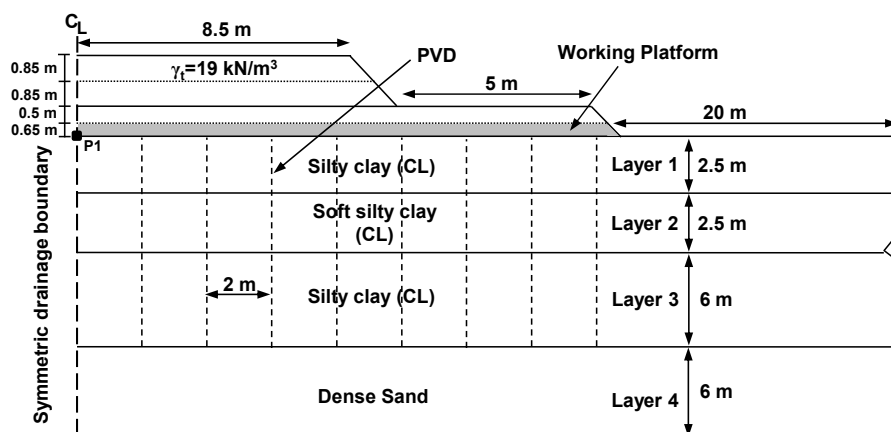 CL
8.5 m
Working Platform
PVD
0.85 m
γt=19 kN/m³
0.85 m
5 m
0.5 m
20 m
0.65 m
P1
Symmetric drainage boundary
Silty clay (CL)
Layer 1
2.5 m
Soft silty clay
(CL)
Layer 2
2.5 m
2 m
Silty clay (CL)
Layer 3
6 m
Dense Sand
Layer 4
6 m